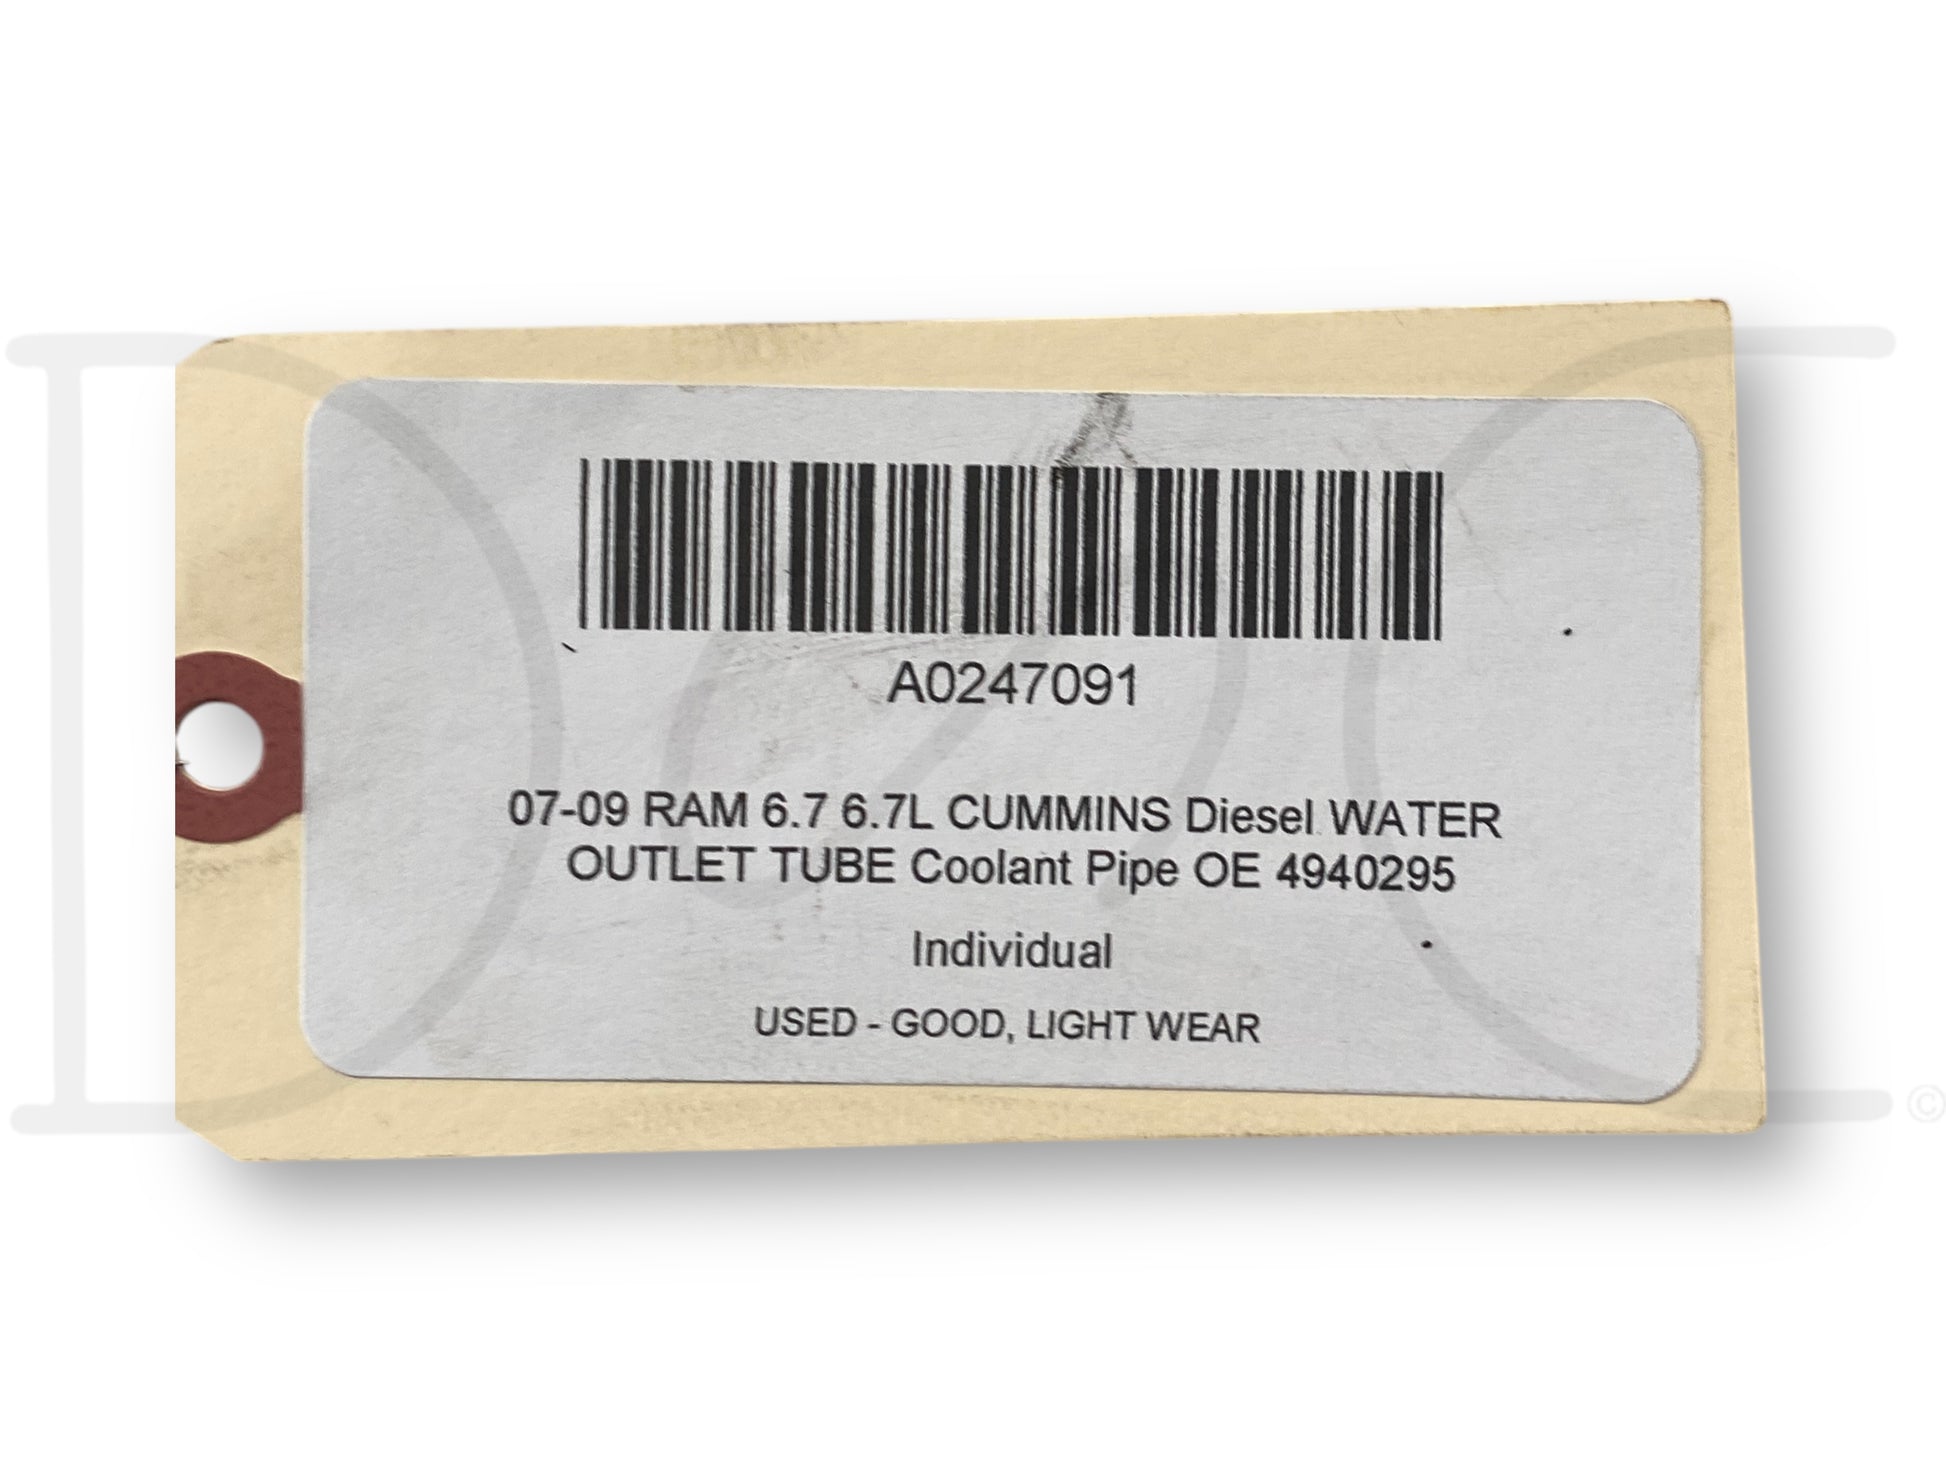 A0247091
07-09 RAM 6.7 6.7L CUMMINS Diesel WATER
OUTLET TUBE Coolant Pipe OE 4940295
Individual
USED - GOOD, LIGHT WEAR
©